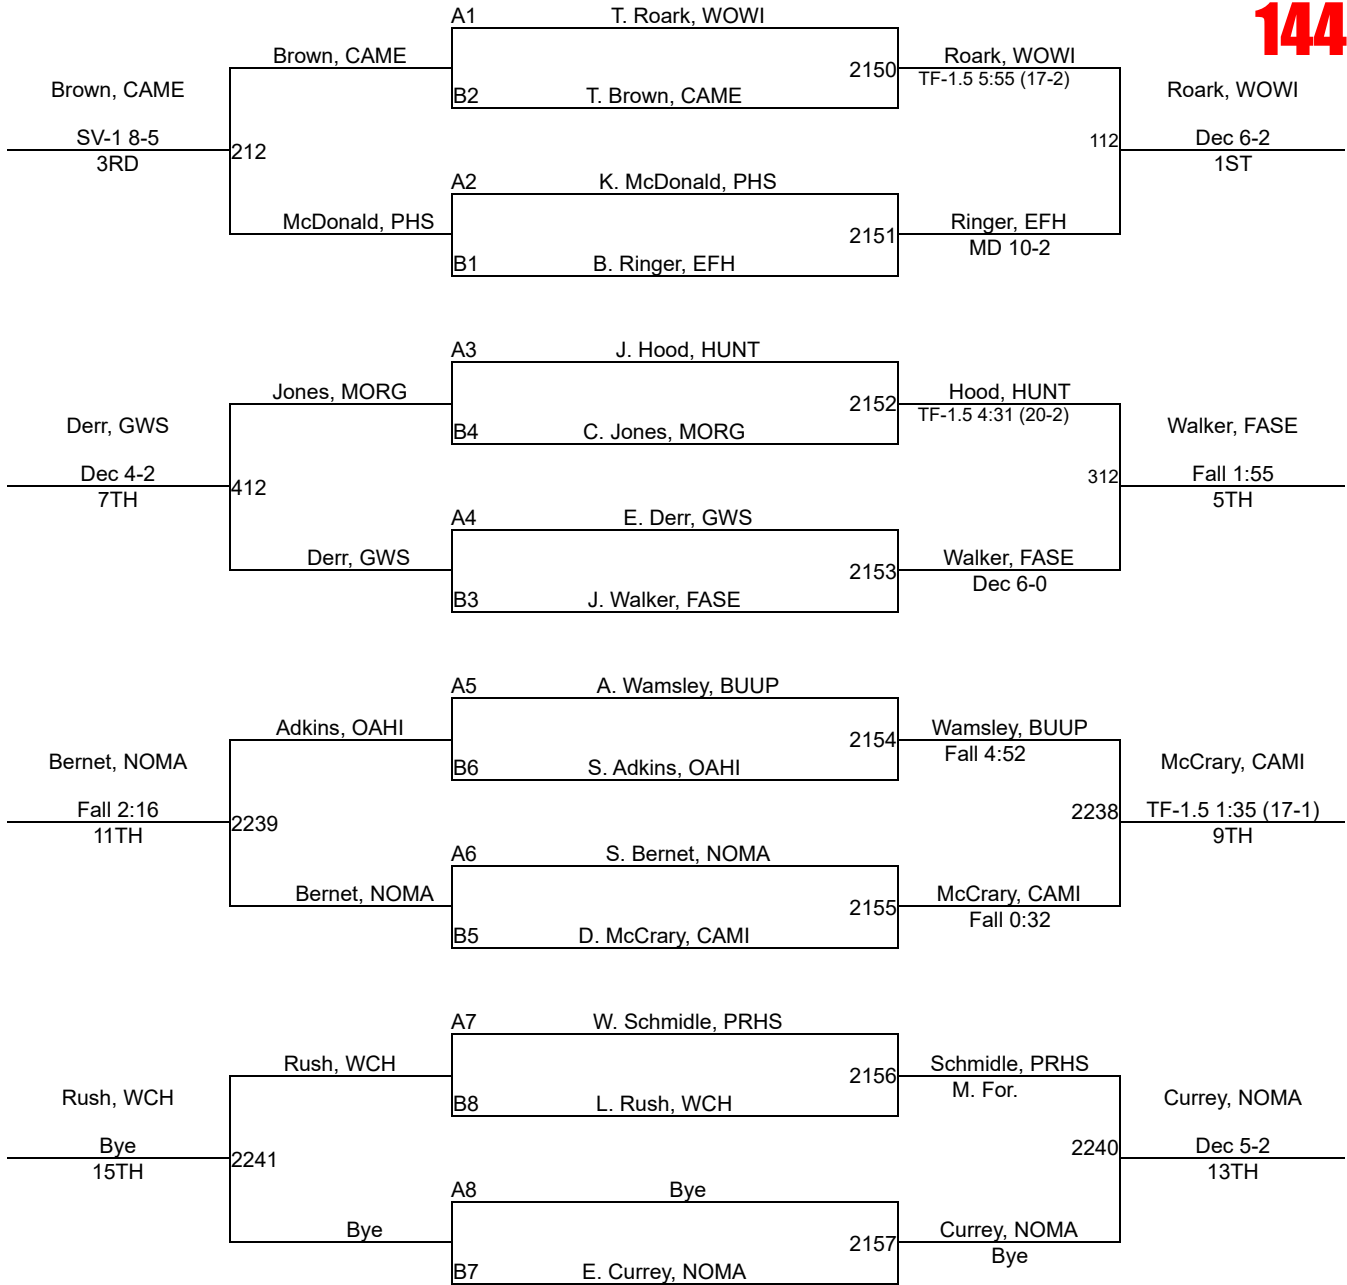 144
A1 T. Roark, WOWI
Brown, CAME
Roark, WOWI
2150
TF-1.5 5:55 (17-2)
Brown, CAME
B2 T. Brown, CAME
Roark, WOWI
SV-1 8-5
212
112
Dec 6-2
3RD
1ST
A2 K. McDonald, PHS
McDonald, PHS
2151
Ringer, EFH
MD 10-2
B1 B. Ringer, EFH
A3 J. Hood, HUNT
Jones, MORG
2152
Hood, HUNT
TF-1.5 4:31 (20-2)
Derr, GWS
B4 C. Jones, MORG
Walker, FASE
Dec 4-2
412
312
Fall 1:55
7TH
5TH
A4 E. Derr, GWS
Derr, GWS
2153
Walker, FASE
Dec 6-0
B3 J. Walker, FASE
A5 A. Wamsley, BUUP
Adkins, OAHI
2154
Wamsley, BUUP
Fall 4:52
Bernet, NOMA
B6 S. Adkins, OAHI
McCrary, CAMI
Fall 2:16
2239
2238
TF-1.5 1:35 (17-1)
11TH
9TH
A6 S. Bernet, NOMA
Bernet, NOMA
2155
McCrary, CAMI
Fall 0:32
B5 D. McCrary, CAMI
A7 W. Schmidle, PRHS
Rush, WCH
2156
Schmidle, PRHS
M. For.
Rush, WCH
B8 L. Rush, WCH
Currey, NOMA
Bye
2241
2240
Dec 5-2
15TH
13TH
A8 Bye
Bye
2157
Currey, NOMA
Bye
B7 E. Currey, NOMA